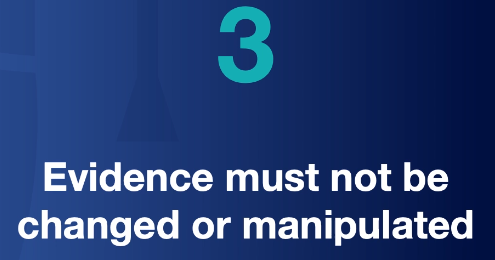 3
Evidence must not be
changed or manipulated